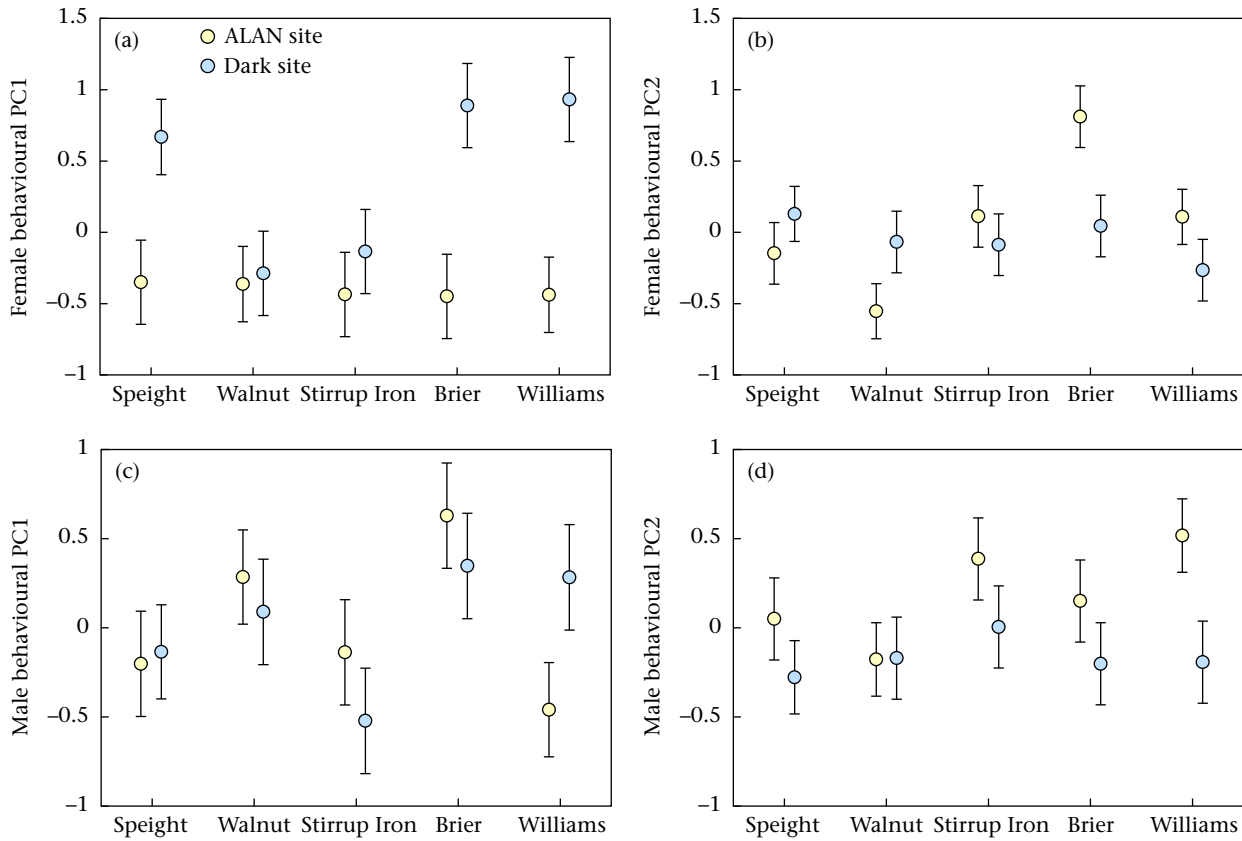 1.5
1
0.5
0
–0.5
–1
Female behavioural PC1
(a)
ALAN site
Dark site
Speight Walnut Stirrup Iron Brier Williams
1.5
1
0.5
0
–0.5
–1
Female behavioural PC2
(b)
Speight Walnut Stirrup Iron Brier Williams
1
0.5
0
–0.5
–1
Male behavioural PC1
(c)
Speight Walnut Stirrup Iron Brier Williams
1
0.5
0
–0.5
–1
Male behavioural PC2
(d)
Speight Walnut Stirrup Iron Brier Williams